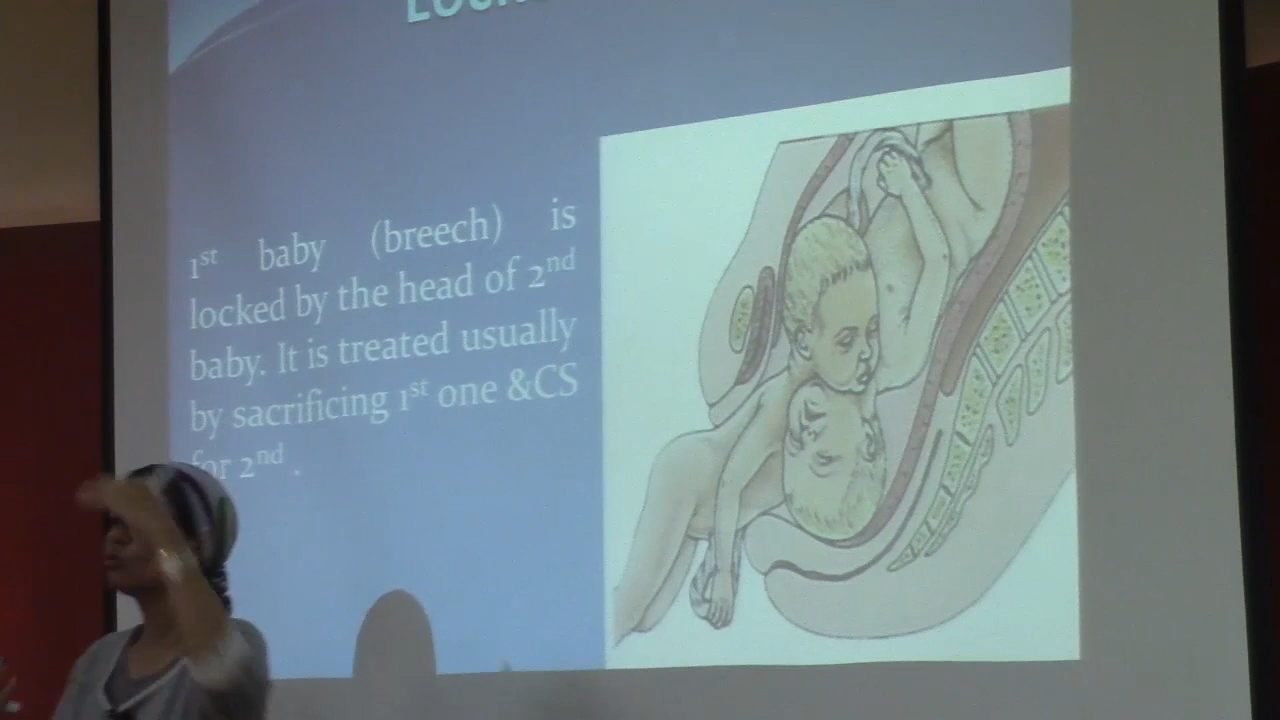 1st baby (breech) is
locked by the head of 2nd
baby. It is treated usually
by sacrificing 1st one &CS
for 2nd .